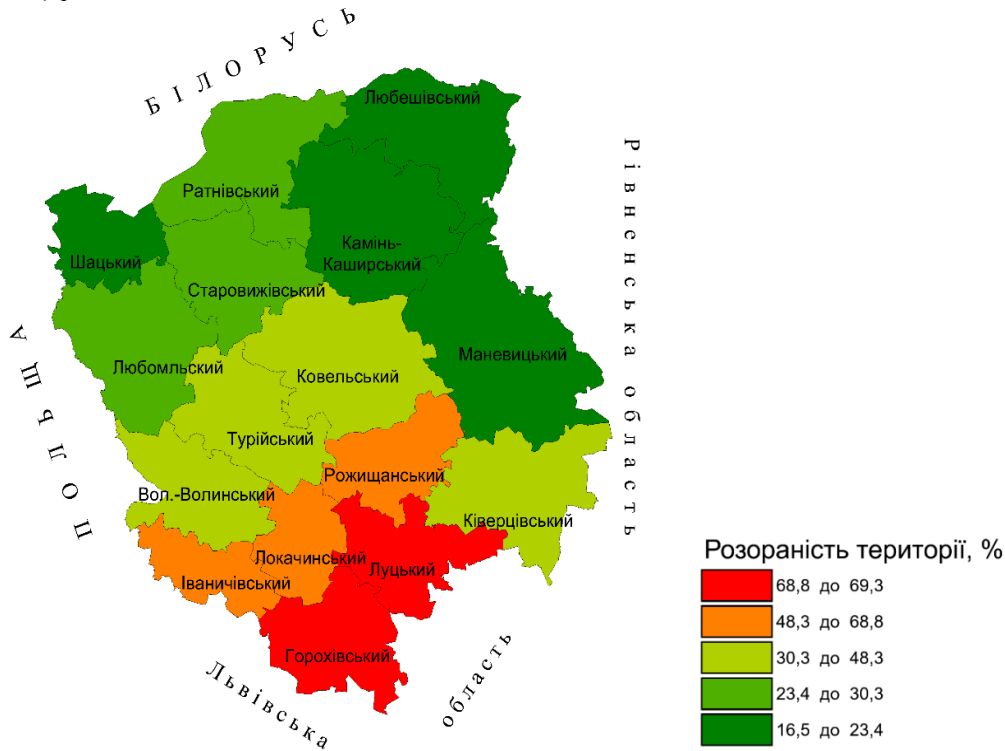 БІЛОРУСЬ
Любешівський
Рівненська область
Ратнівський
Камінь-
Каширський
Шацький
Старовижівський
ПОЛЬЩА
Любомльский
Ковельський
Маневицький
Турійський
Рожищанський
Вол.-Волинський
Ківерцівський
Локачинський
Луцький
Іваничівський
Горохівський
Львівська область
Розораність території, %
68,8 до 69,3
48,3 до 68,8
30,3 до 48,3
23,4 до 30,3
16,5 до 23,4